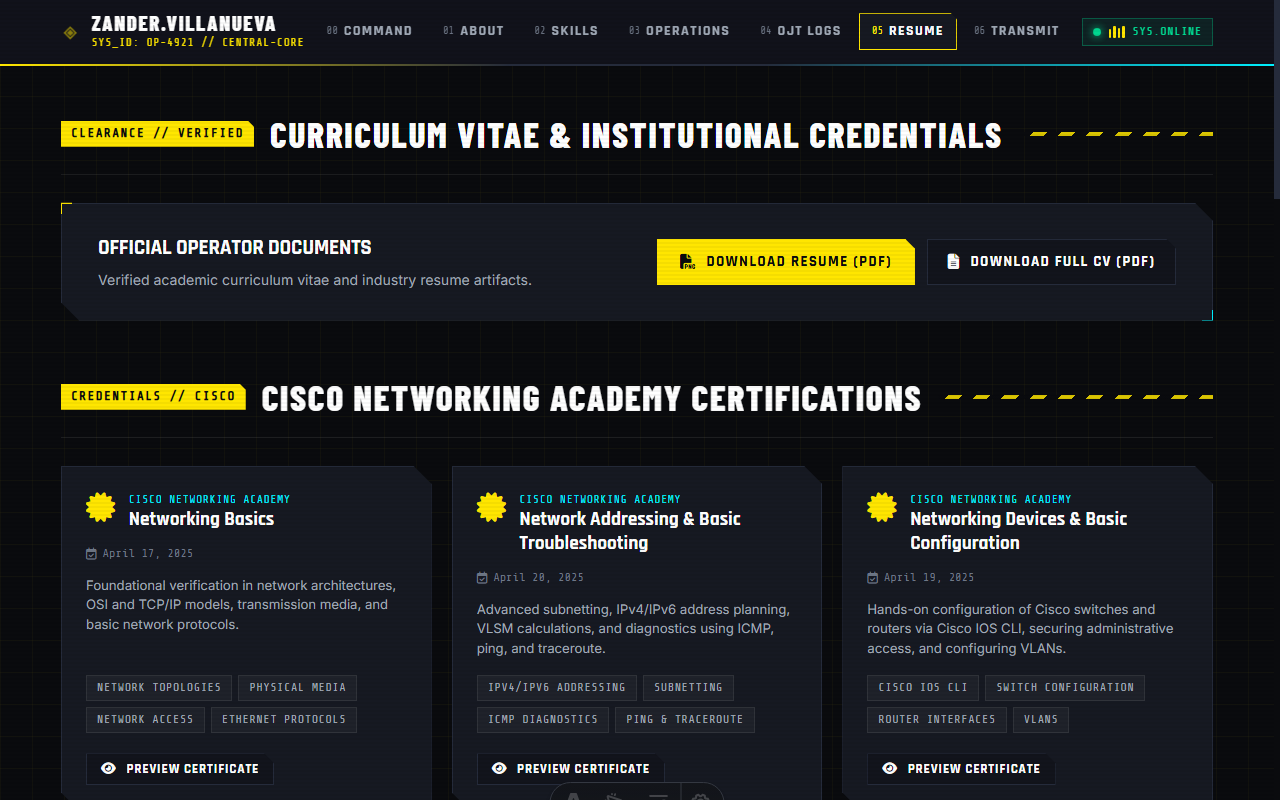 ZANDER.VILLANUEVA
SYS_ID: OP-4921 // CENTRAL-CORE
00 COMMAND
01 ABOUT
02 SKILLS
03 OPERATIONS
04 OJT LOGS
05 RESUME
06 TRANSMIT
SYS.ONLINE
CLEARANCE // VERIFIED
CURRICULUM VITAE & INSTITUTIONAL CREDENTIALS
OFFICIAL OPERATOR DOCUMENTS
Verified academic curriculum vitae and industry resume artifacts.
DOWNLOAD RESUME (PDF)
DOWNLOAD FULL CV (PDF)
CREDENTIALS // CISCO
CISCO NETWORKING ACADEMY CERTIFICATIONS
CISCO NETWORKING ACADEMY
Networking Basics
April 17, 2025
Foundational verification in network architectures,
OSI and TCP/IP models, transmission media, and
basic network protocols.
NETWORK TOPOLOGIES
PHYSICAL MEDIA
NETWORK ACCESS
ETHERNET PROTOCOLS
PREVIEW CERTIFICATE
CISCO NETWORKING ACADEMY
Network Addressing & Basic
Troubleshooting
April 20, 2025
Advanced subnetting, IPv4/IPv6 address planning,
VLSM calculations, and diagnostics using ICMP,
ping, and traceroute.
IPV4/IPV6 ADDRESSING
SUBNETTING
ICMP DIAGNOSTICS
PING & TRACEROUTE
PREVIEW CERTIFICATE
CISCO NETWORKING ACADEMY
Networking Devices & Basic
Configuration
April 19, 2025
Hands-on configuration of Cisco switches and
routers via Cisco IOS CLI, securing administrative
access, and configuring VLANs.
CISCO IOS CLI
SWITCH CONFIGURATION
ROUTER INTERFACES
VLANS
PREVIEW CERTIFICATE